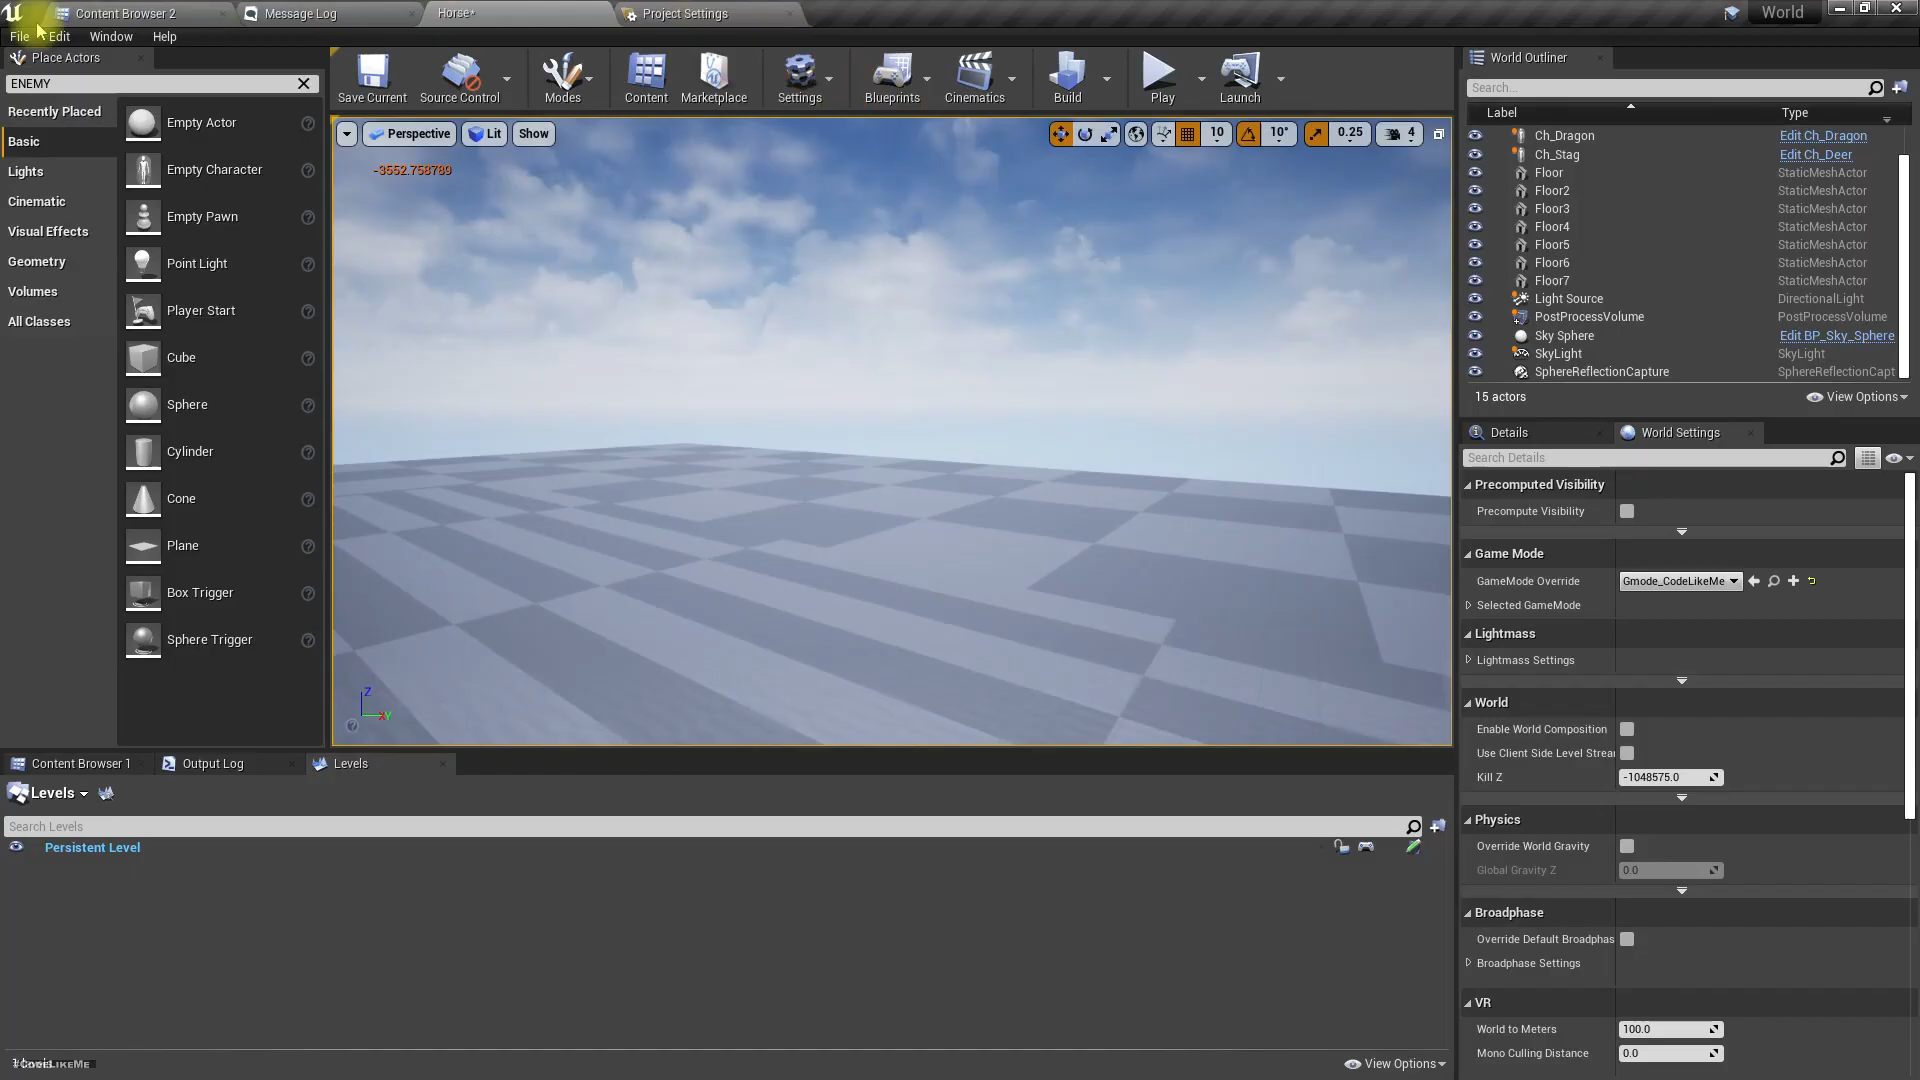 Content Browser 2
Message Log
Horse*
Project Settings
World
File
Edit
Window
Help
Place Actors
ENEMY
Recently Placed
Basic
Lights
Cinematic
Visual Effects
Geometry
Volumes
All Classes
Empty Actor
Empty Character
Empty Pawn
Point Light
Player Start
Cube
Sphere
Cylinder
Cone
Plane
Box Trigger
Sphere Trigger
Save Current
Source Control
Modes
Content
Marketplace
Settings
Blueprints
Cinematics
Build
Play
Launch
Perspective
Lit
Show
10
10°
0.25
4
-3552.758789
Z
World Outliner
Search...
Label
Type
Ch_Dragon
Edit Ch_Dragon
Ch_Stag
Edit Ch_Deer
Floor
StaticMeshActor
Floor2
StaticMeshActor
Floor3
StaticMeshActor
Floor4
StaticMeshActor
Floor5
StaticMeshActor
Floor6
StaticMeshActor
Floor7
StaticMeshActor
Light Source
DirectionalLight
PostProcessVolume
PostProcessVolume
Sky Sphere
Edit BP_Sky_Sphere
SkyLight
SkyLight
SphereReflectionCapture
SphereReflectionCapt
15 actors
View Options
Details
World Settings
Search Details
Precomputed Visibility
Precompute Visibility
Game Mode
GameMode Override
Gmode_CodeLikeMe
Selected GameMode
Lightmass
Lightmass Settings
World
Enable World Composition
Use Client Side Level Strear
Kill Z
-1048575.0
Physics
Override World Gravity
Global Gravity Z
0.0
Broadphase
Override Default Broadphas
Broadphase Settings
VR
World to Meters
100.0
Mono Culling Distance
0.0
Content Browser 1
Output Log
Levels
Levels
Search Levels
Persistent Level
#CODELIKEME
View Options